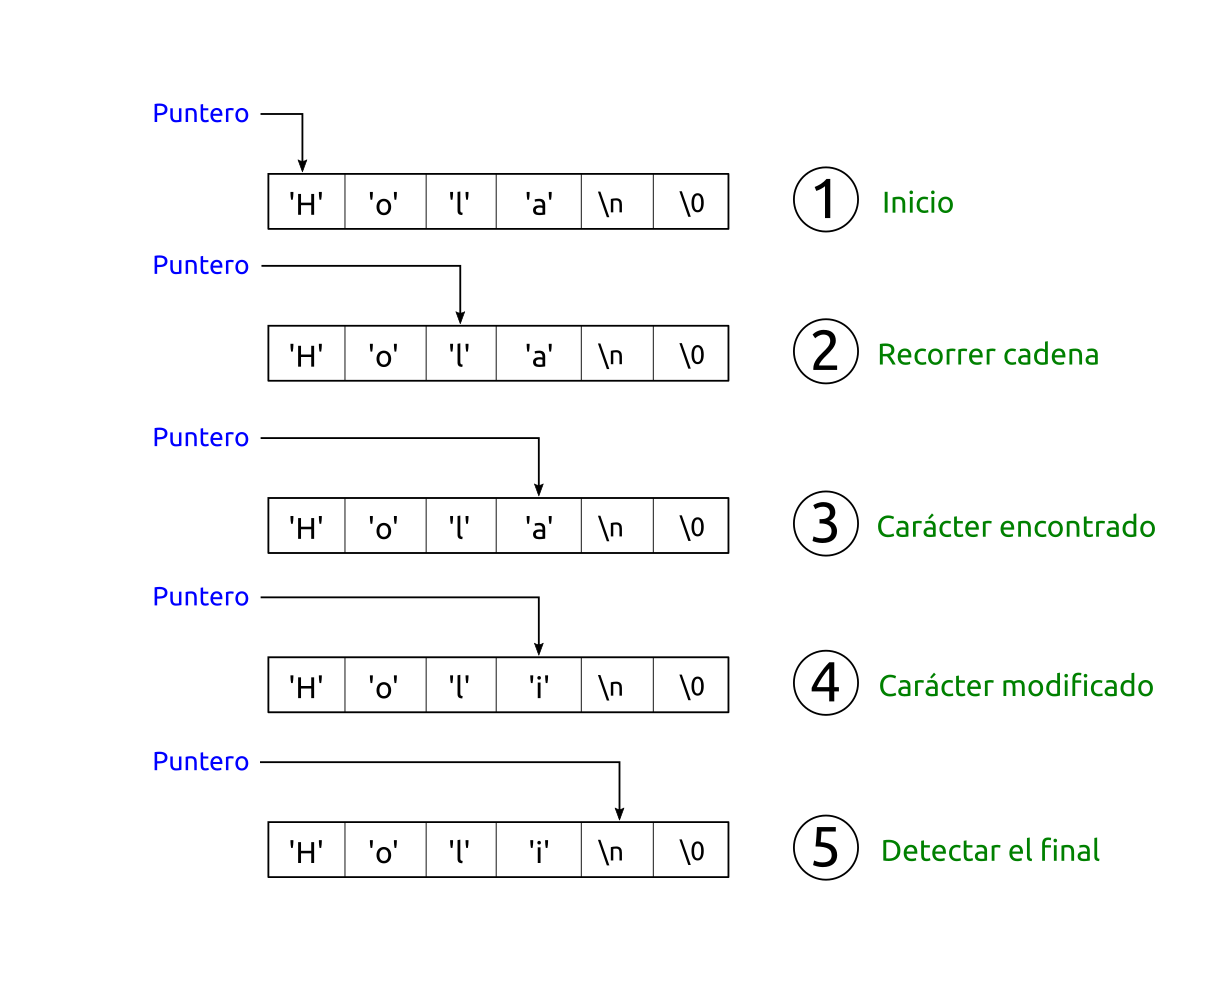 Puntero
'H' 'o' 'l' 'a' \n \0 1 Inicio
Puntero
'H' 'o' 'l' 'a' \n \0 2 Recorrer cadena
Puntero
'H' 'o' 'l' 'a' \n \0 3 Carácter encontrado
Puntero
'H' 'o' 'l' 'i' \n \0 4 Carácter modificado
Puntero
'H' 'o' 'l' 'i' \n \0 5 Detectar el final